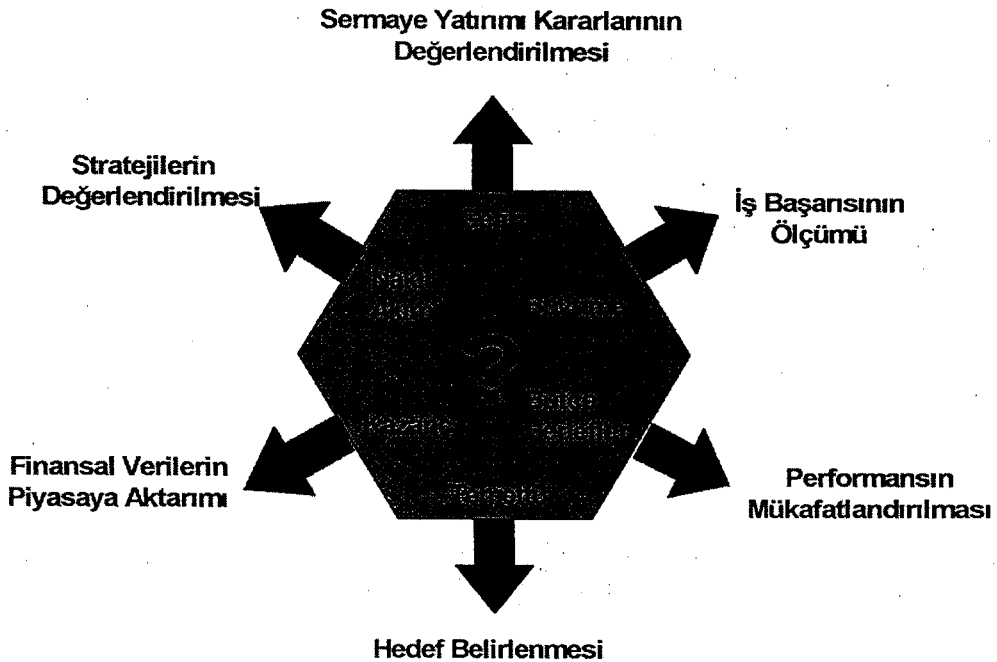 Sermaye Yatırımı Kararlarının
Değerlendirilmesi
Stratejilerin
Değerlendirilmesi
İş Başarısının
Ölçümü
?
Finansal Verilerin
Piyasaya Aktarımı
Performansın
Mükafatlandırılması
Hedef Belirlenmesi